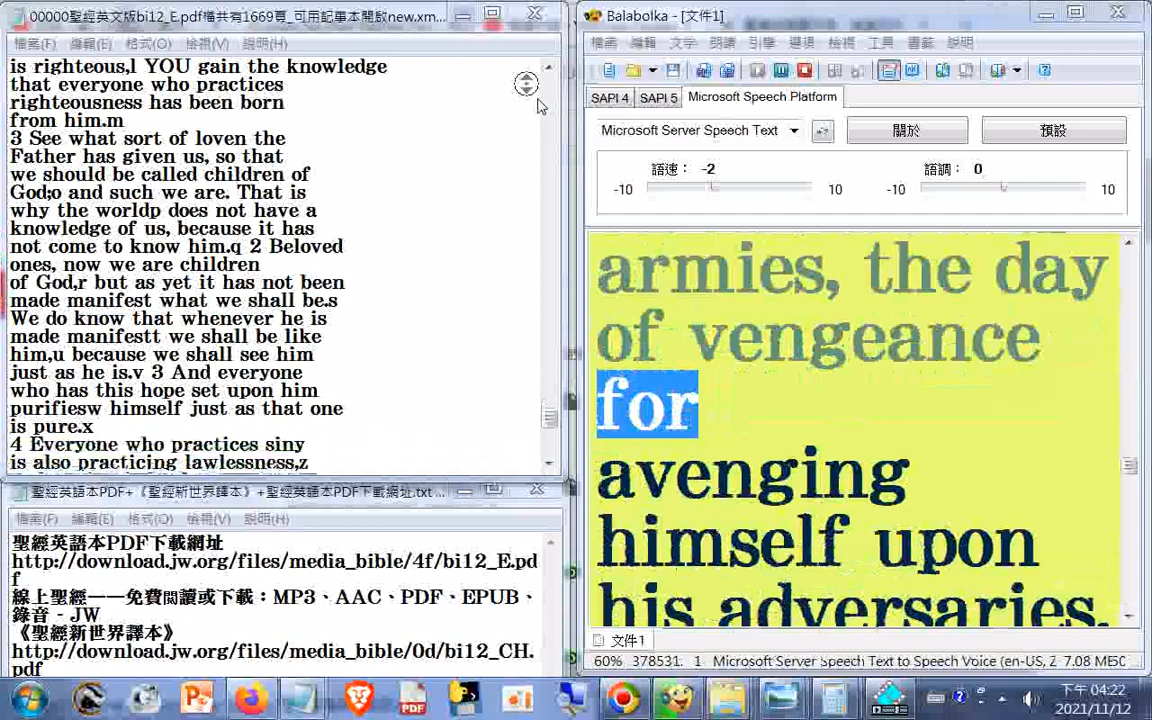 00000聖經英文版bi12_E.pdf檔共有1669頁_可用記事本開啟new.xm...
檔案(F) 編輯(E) 格式(O) 檢視(V) 說明(H)
is righteous,l YOU gain the knowledge
that everyone who practices
righteousness has been born
from him.m
3 See what sort of loven the
Father has given us, so that
we should be called children of
God;o and such we are. That is
why the worldp does not have a
knowledge of us, because it has
not come to know him.q 2 Beloved
ones, now we are children
of God,r but as yet it has not been
made manifest what we shall be.s
We do know that whenever he is
made manifestt we shall be like
him,u because we shall see him
just as he is.v 3 And everyone
who has this hope set upon him
purifiesw himself just as that one
is pure.x
4 Everyone who practices siny
is also practicing lawlessness,z
聖經英語本PDF+《聖經新世界譯本》+聖經英語本PDF下載網址.txt ...
檔案(F) 編輯(E) 格式(O) 檢視(V) 說明(H)
聖經英語本PDF下載網址
http://download.jw.org/files/media_bible/4f/bi12_E.pd
f
線上聖經——免費閱讀或下載：MP3、AAC、PDF、EPUB、
錄音 - JW
《聖經新世界譯本》
http://download.jw.org/files/media_bible/0d/bi12_CH.
pdf
Balabolka - [文件1]
檔案 編輯 文字 朗讀 引擎 選項 檢視 工具 書籤 說明
SAPI 4 SAPI 5 Microsoft Speech Platform
Microsoft Server Speech Text 關於 預設
語速： -2 語調： 0
-10 10 -10 10
armies, the day
of vengeance
for
avenging
himself upon
his adversaries.
文件1
60% 378531. 1 Microsoft Server Speech Text to Speech Voice (en-US, Z 7.08 ME50
下午 04:22
2021/11/12